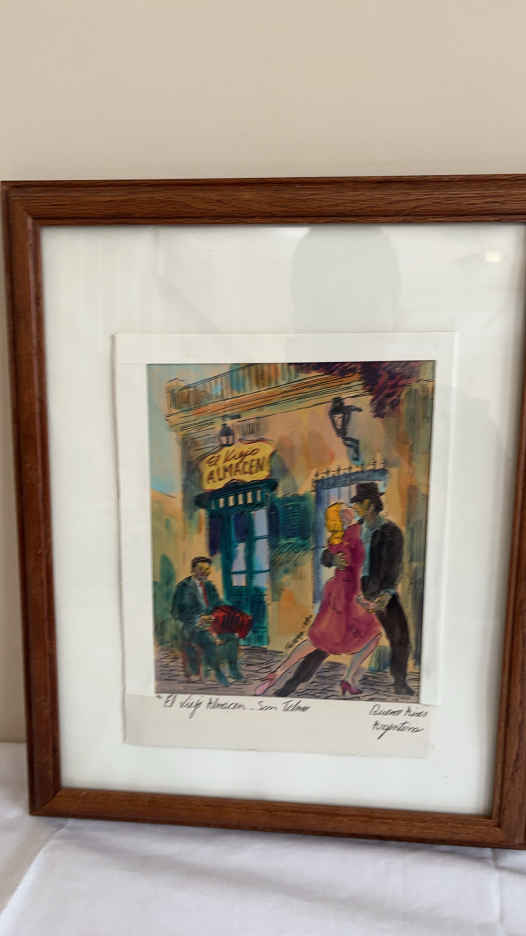 El Viejo
ALMACEN
"El Viejo Almacen - San Telmo
Buenos Aires
Argentina